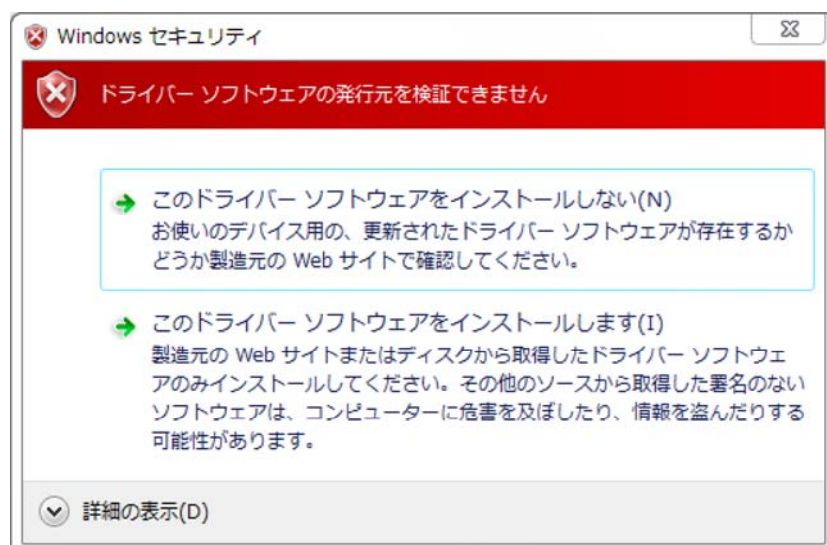 Windows セキュリティ
ドライバー ソフトウェアの発行元を検証できません
このドライバー ソフトウェアをインストールしない(N)
お使いのデバイス用の、更新されたドライバー ソフトウェアが存在するか
どうか製造元の Web サイトで確認してください。
このドライバー ソフトウェアをインストールします(I)
製造元の Web サイトまたはディスクから取得したドライバー ソフトウェ
アのみインストールしてください。その他のソースから取得した署名のない
ソフトウェアは、コンピューターに危害を及ぼしたり、情報を盗んだりする
可能性があります。
詳細の表示(D)